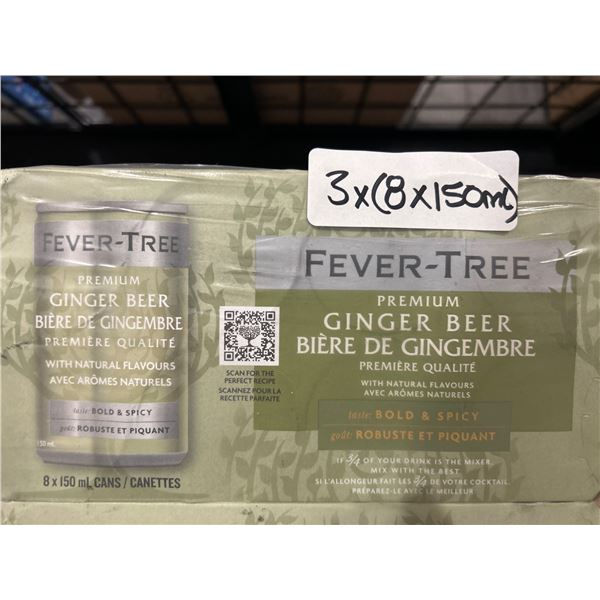 3x(8x150ml)
FEVER-TREE
PREMIUM
GINGER BEER
BIÈRE DE GINGEMBRE
PREMIÈRE QUALITÉ
WITH NATURAL FLAVOURS
AVEC ARÔMES NATURELS
taste: BOLD & SPICY
goût: ROBUSTE ET PIQUANT
150 mL
8 x 150 mL CANS / CANETTES
SCAN FOR THE
PERFECT RECIPE
SCANNEZ POUR LA
RECETTE PARFAITE
FEVER-TREE
PREMIUM
GINGER BEER
BIÈRE DE GINGEMBRE
PREMIÈRE QUALITÉ
WITH NATURAL FLAVOURS
AVEC ARÔMES NATURELS
taste: BOLD & SPICY
goût: ROBUSTE ET PIQUANT
IF 3/4 OF YOUR DRINK IS THE MIXER,
MIX WITH THE BEST
SI L'ALLONGEUR FAIT LES 3/4 DE VOTRE COCKTAIL,
PRÉPAREZ-LE AVEC LE MEILLEUR